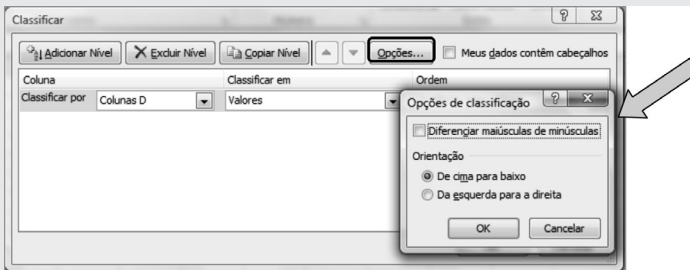 Classificar
Adicionar Nível Excluir Nível Copiar Nível Opções... Meus dados contêm cabeçalhos
Coluna Classificar em Ordem
Classificar por Colunas D Valores
Opções de classificação
Diferenciar maiúsculas de minúsculas
Orientação
De cima para baixo
Da esquerda para a direita
OK Cancelar